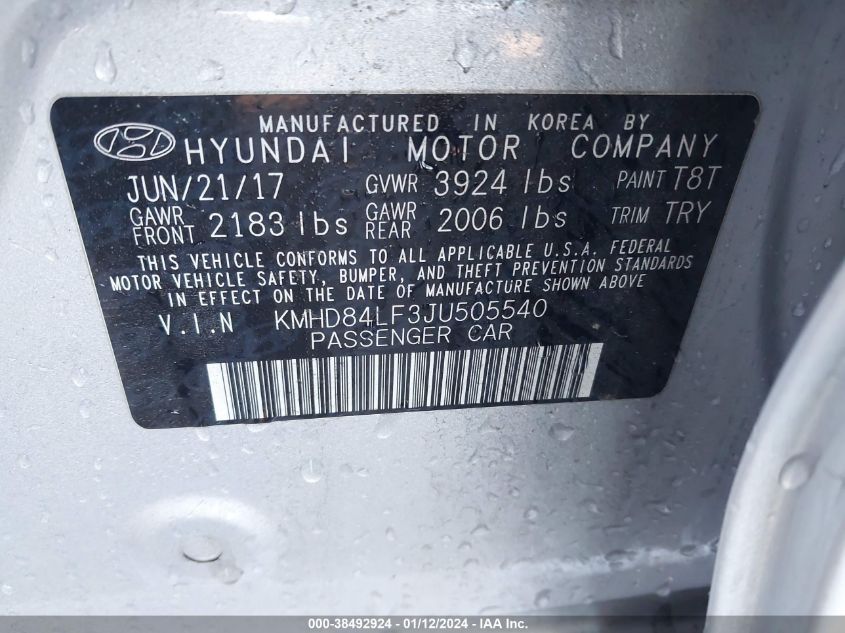 MANUFACTURED IN KOREA BY
HYUNDAI MOTOR COMPANY
JUN/21/17 GVWR 3924 lbs PAINT T8T
GAWR FRONT 2183 lbs GAWR REAR 2006 lbs TRIM TRY
THIS VEHICLE CONFORMS TO ALL APPLICABLE U.S.A. FEDERAL
MOTOR VEHICLE SAFETY, BUMPER, AND THEFT PREVENTION STANDARDS
IN EFFECT ON THE DATE OF MANUFACTURE SHOWN ABOVE
V.I.N KMHD84LF3JU505540
PASSENGER CAR
000-38492924 - 01/12/2024 - IAAI Inc.